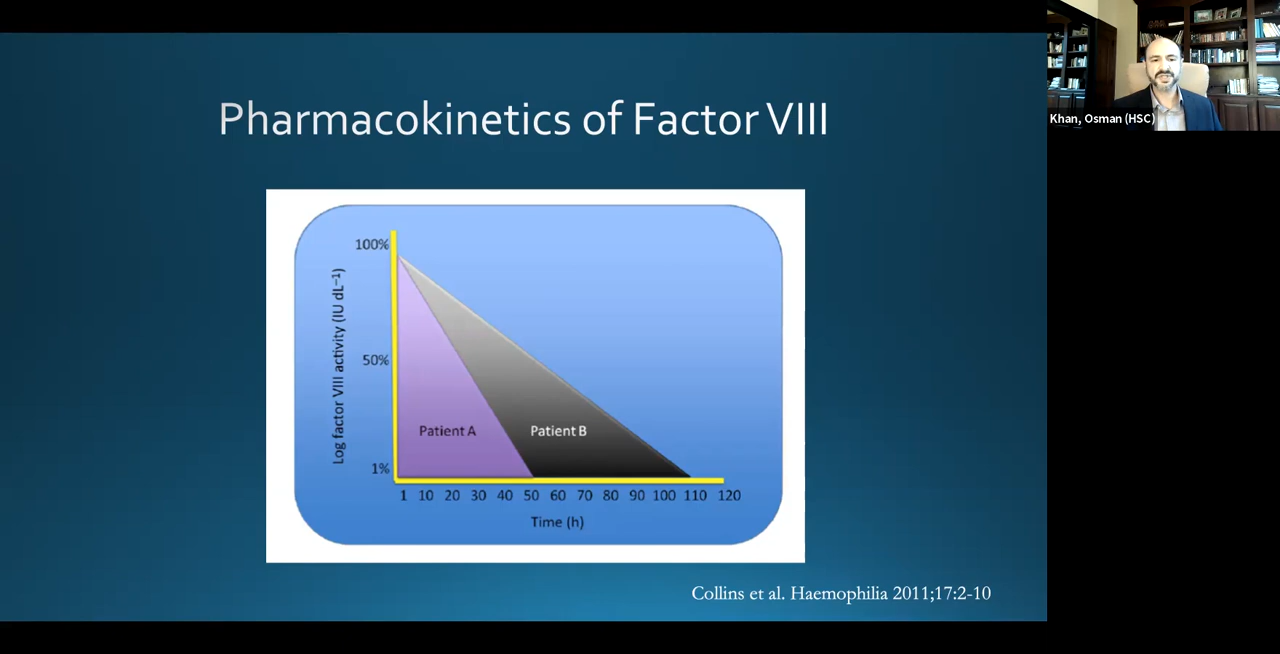 Pharmacokinetics of Factor VIII
Khan, Osman (HSC)
Log factor VIII activity (IU dL–1)
100%
50%
1%
Patient A
Patient B
1 10 20 30 40 50 60 70 80 90 100 110 120
Time (h)
Collins et al. Haemophilia 2011;17:2-10